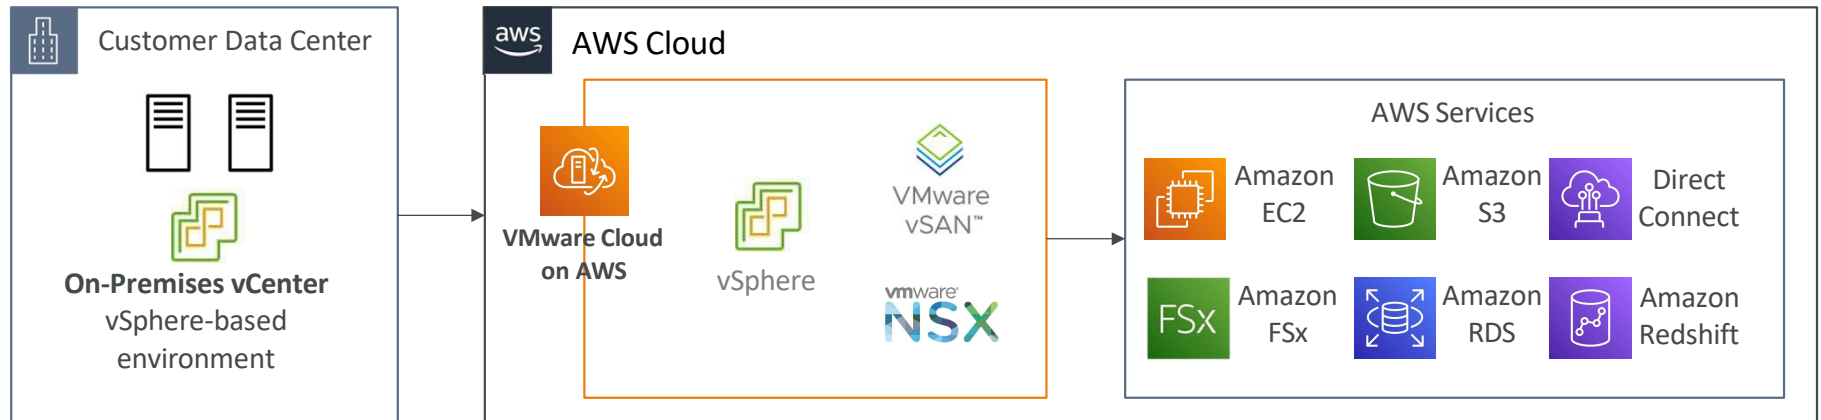 Customer Data Center
On-Premises vCenter
vSphere-based
environment
aws
AWS Cloud
VMware Cloud
on AWS
vSphere
VMware
vSAN™
vmware®
NSX
AWS Services
Amazon
EC2
Amazon
S3
Direct
Connect
FSx
Amazon
FSx
Amazon
RDS
Amazon
Redshift